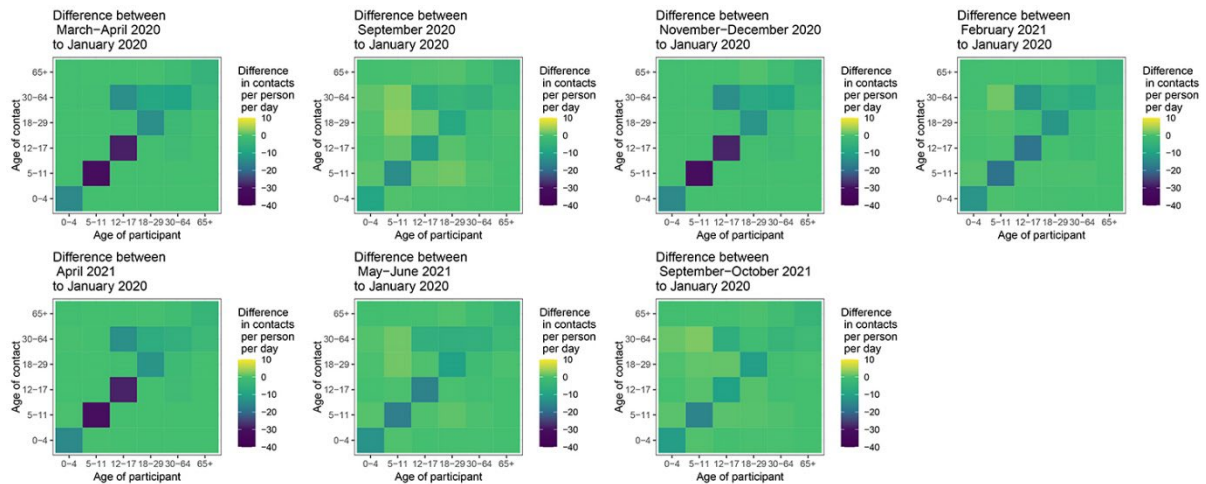 Difference between
March−April 2020
to January 2020
Difference
in contacts
per person
per day
10
0
−10
−20
−30
−40
Age of contact
65+
30−64
18−29
12−17
5−11
0−4
0−4 5−11 12−17 18−29 30−64 65+
Age of participant
Difference between
September 2020
to January 2020
Difference
in contacts
per person
per day
10
0
−10
−20
−30
−40
Age of contact
65+
30−64
18−29
12−17
5−11
0−4
0−4 5−11 12−17 18−29 30−64 65+
Age of participant
Difference between
November−December 2020
to January 2020
Difference
in contacts
per person
per day
10
0
−10
−20
−30
−40
Age of contact
65+
30−64
18−29
12−17
5−11
0−4
0−4 5−11 12−17 18−29 30−64 65+
Age of participant
Difference between
February 2021
to January 2020
Difference
in contacts
per person
per day
10
0
−10
−20
−30
−40
Age of contact
65+
30−64
18−29
12−17
5−11
0−4
0−4 5−11 12−17 18−29 30−64 65+
Age of participant
Difference between
April 2021
to January 2020
Difference
in contacts
per person
per day
10
0
−10
−20
−30
−40
Age of contact
65+
30−64
18−29
12−17
5−11
0−4
0−4 5−11 12−17 18−29 30−64 65+
Age of participant
Difference between
May−June 2021
to January 2020
Difference
in contacts
per person
per day
10
0
−10
−20
−30
−40
Age of contact
65+
30−64
18−29
12−17
5−11
0−4
0−4 5−11 12−17 18−29 30−64 65+
Age of participant
Difference between
September−October 2021
to January 2020
Difference
in contacts
per person
per day
10
0
−10
−20
−30
−40
Age of contact
65+
30−64
18−29
12−17
5−11
0−4
0−4 5−11 12−17 18−29 30−64 65+
Age of participant